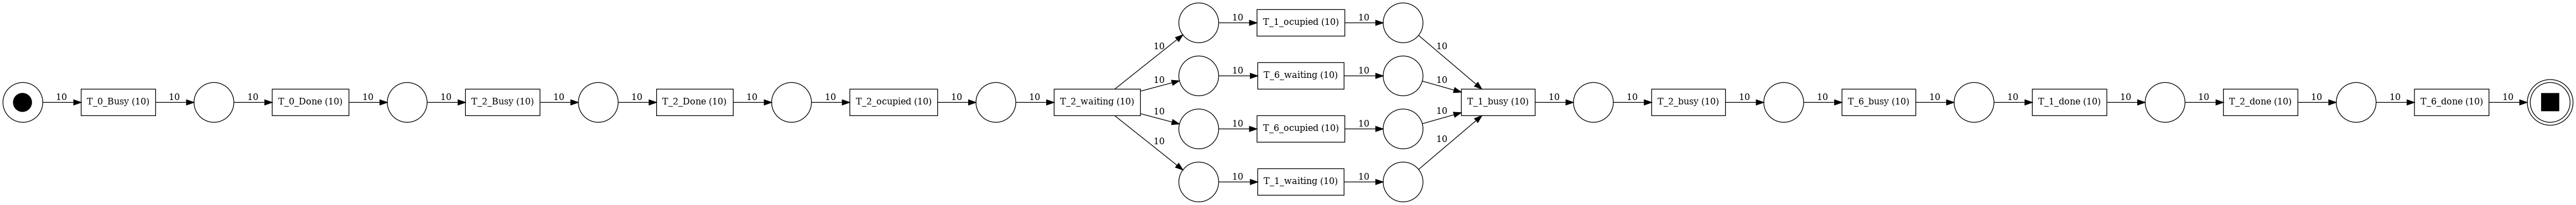 10 T_0_Busy (10) 10 10 T_0_Done (10) 10 10 T_2_Busy (10) 10 10 T_2_Done (10) 10 10 T_2_ocupied (10) 10 10 T_2_waiting (10)
10 10 T_1_ocupied (10) 10 10
10 10 T_6_waiting (10) 10 10
10 10 T_6_ocupied (10) 10 10
10 10 T_1_waiting (10) 10 10
T_1_busy (10) 10 10 T_2_busy (10) 10 10 T_6_busy (10) 10 10 T_1_done (10) 10 10 T_2_done (10) 10 10 T_6_done (10) 10